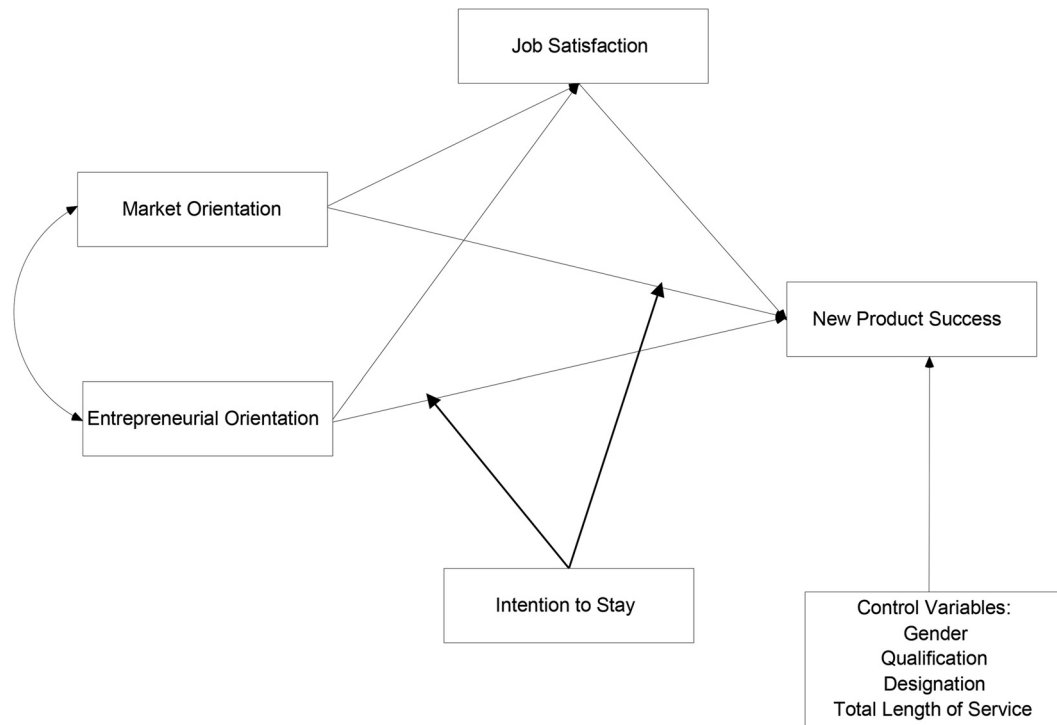 Job Satisfaction
Market Orientation
New Product Success
Entrepreneurial Orientation
Intention to Stay
Control Variables:
Gender
Qualification
Designation
Total Length of Service